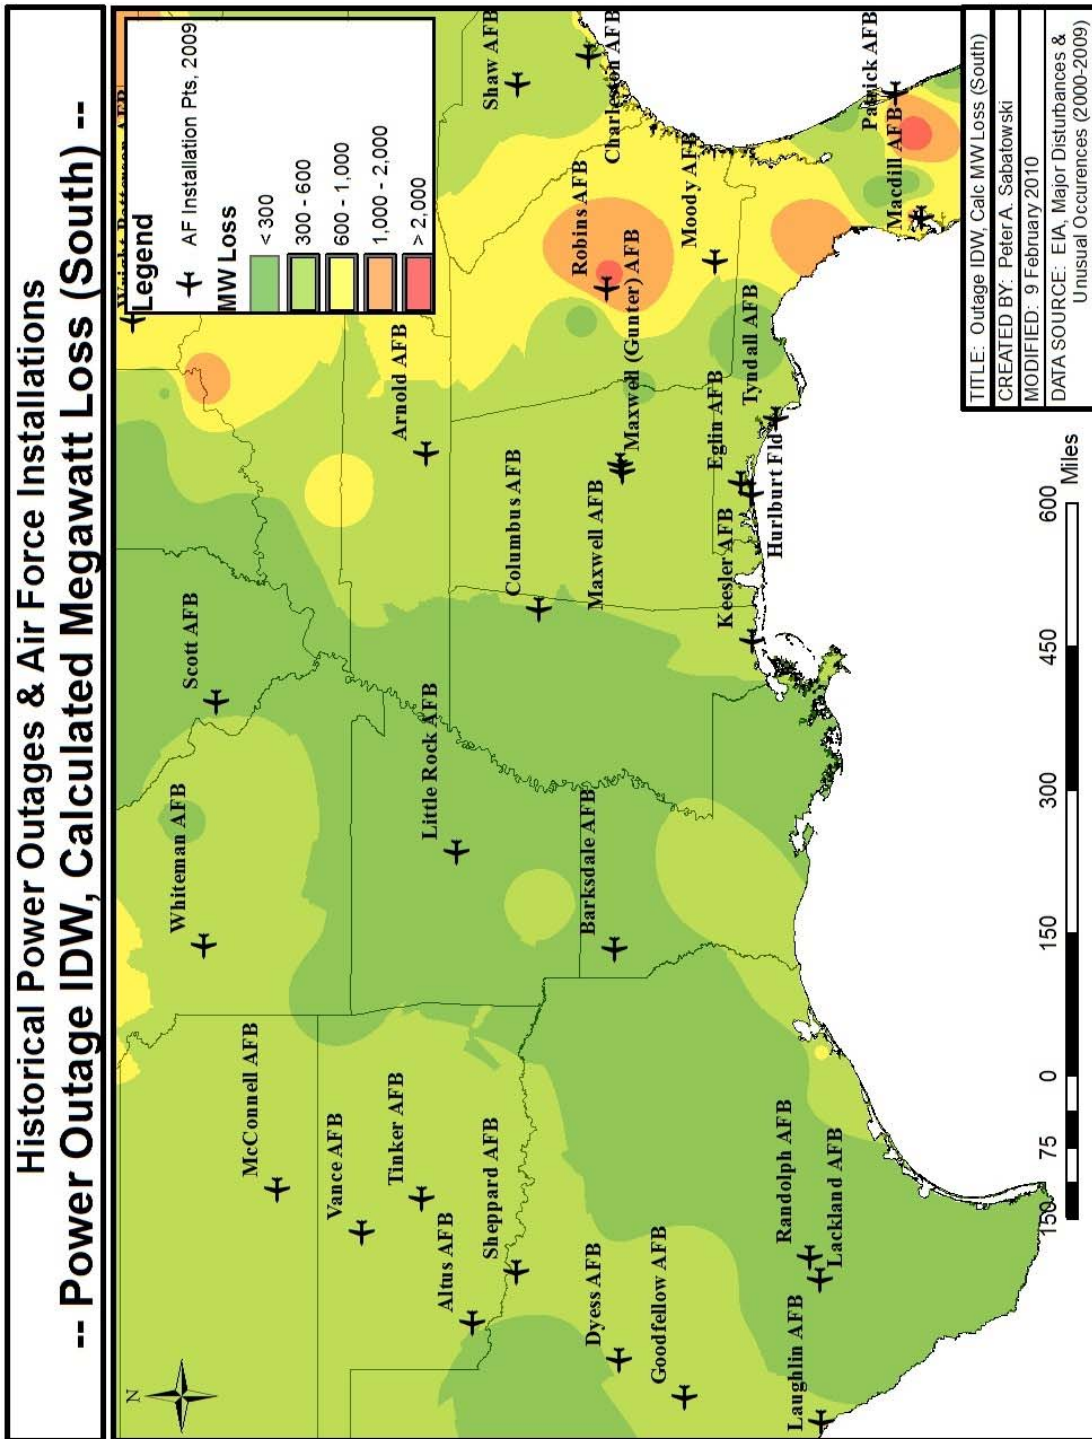 Historical Power Outages & Air Force Installations
-- Power Outage IDW, Calculated Megawatt Loss (South) --
N
Legend
AF Installation Pts, 2009
MW Loss
< 300
300 - 600
600 - 1,000
1,000 - 2,000
> 2,000
Whiteman AFB
Scott AFB
McConnell AFB
Vance AFB
Tinker AFB
Altus AFB
Sheppard AFB
Little Rock AFB
Arnold AFB
Shaw AFB
Columbus AFB
Charleston AFB
Dyess AFB
Barksdale AFB
Maxwell AFB
Maxwell (Gunter) AFB
Robins AFB
Goodfellow AFB
Moody AFB
Keesler AFB
Eglin AFB
Tyndall AFB
Hurlburt Fld
Laughlin AFB
Randolph AFB
Lackland AFB
Macdill AFB
Patrick AFB
150 75 0 150 300 450 600
Miles
TITLE: Outage IDW, Calc MW Loss (South)
CREATED BY: Peter A. Sabatowski
MODIFIED: 9 February 2010
DATA SOURCE: EIA, Major Disturbances &
Unusual Occurrences (2000-2009)